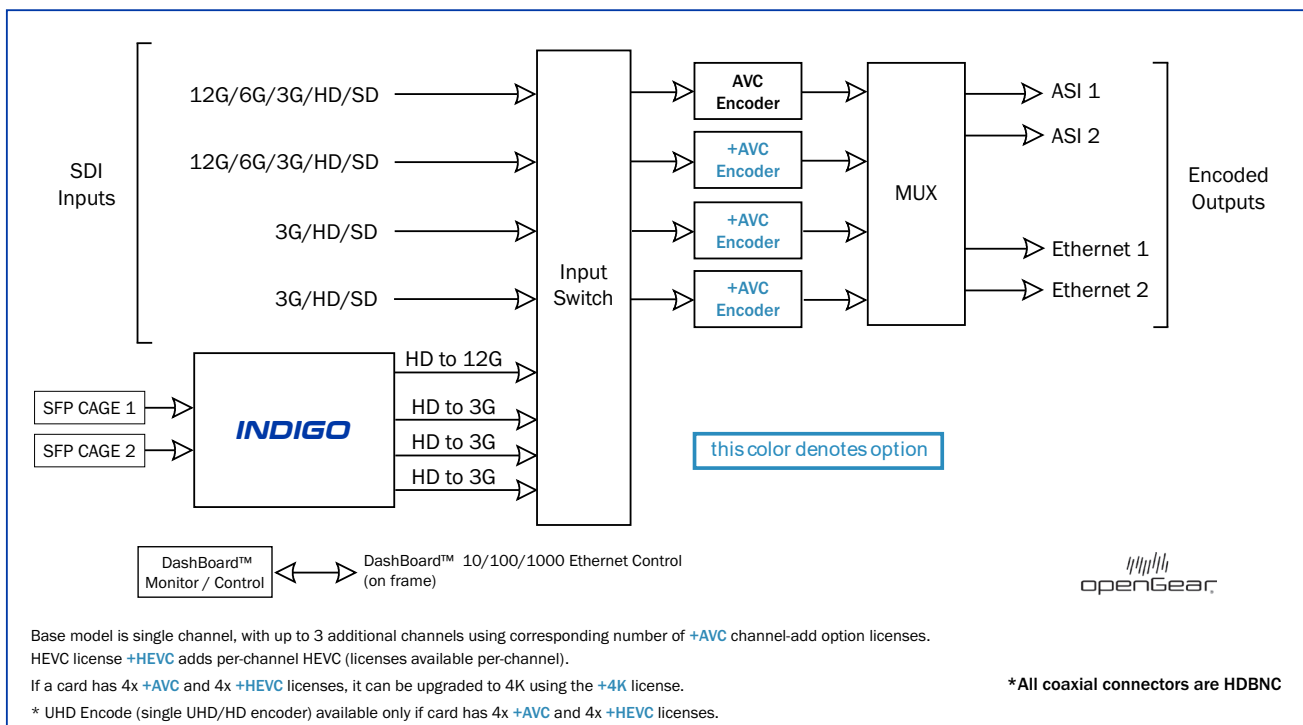 12G/6G/3G/HD/SD
12G/6G/3G/HD/SD
3G/HD/SD
3G/HD/SD
SDI
Inputs
Input
Switch
AVC
Encoder
+AVC
Encoder
+AVC
Encoder
+AVC
Encoder
MUX
ASI 1
ASI 2
Ethernet 1
Ethernet 2
Encoded
Outputs
SFP CAGE 1
SFP CAGE 2
INDIGO
HD to 12G
HD to 3G
HD to 3G
HD to 3G
this color denotes option
DashBoard™
Monitor / Control
DashBoard™ 10/100/1000 Ethernet Control
(on frame)
openGear®
Base model is single channel, with up to 3 additional channels using corresponding number of +AVC channel-add option licenses.
HEVC license +HEVC adds per-channel HEVC (licenses available per-channel).
If a card has 4x +AVC and 4x +HEVC licenses, it can be upgraded to 4K using the +4K license.
* UHD Encode (single UHD/HD encoder) available only if card has 4x +AVC and 4x +HEVC licenses.
*All coaxial connectors are HDBNC